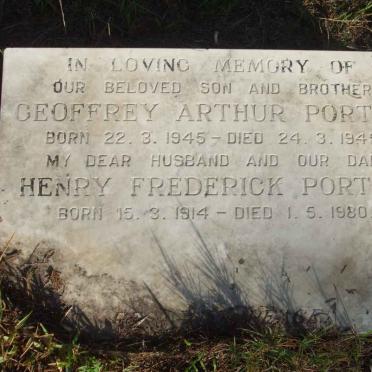 IN LOVING MEMORY OF
OUR BELOVED SON AND BROTHER
GEOFFREY ARTHUR PORT
BORN 22. 3. 1945 - DIED 24. 3. 194
MY DEAR HUSBAND AND OUR DA
HENRY FREDERICK PORT
BORN 15. 3. 1914 - DIED 1. 5. 1980